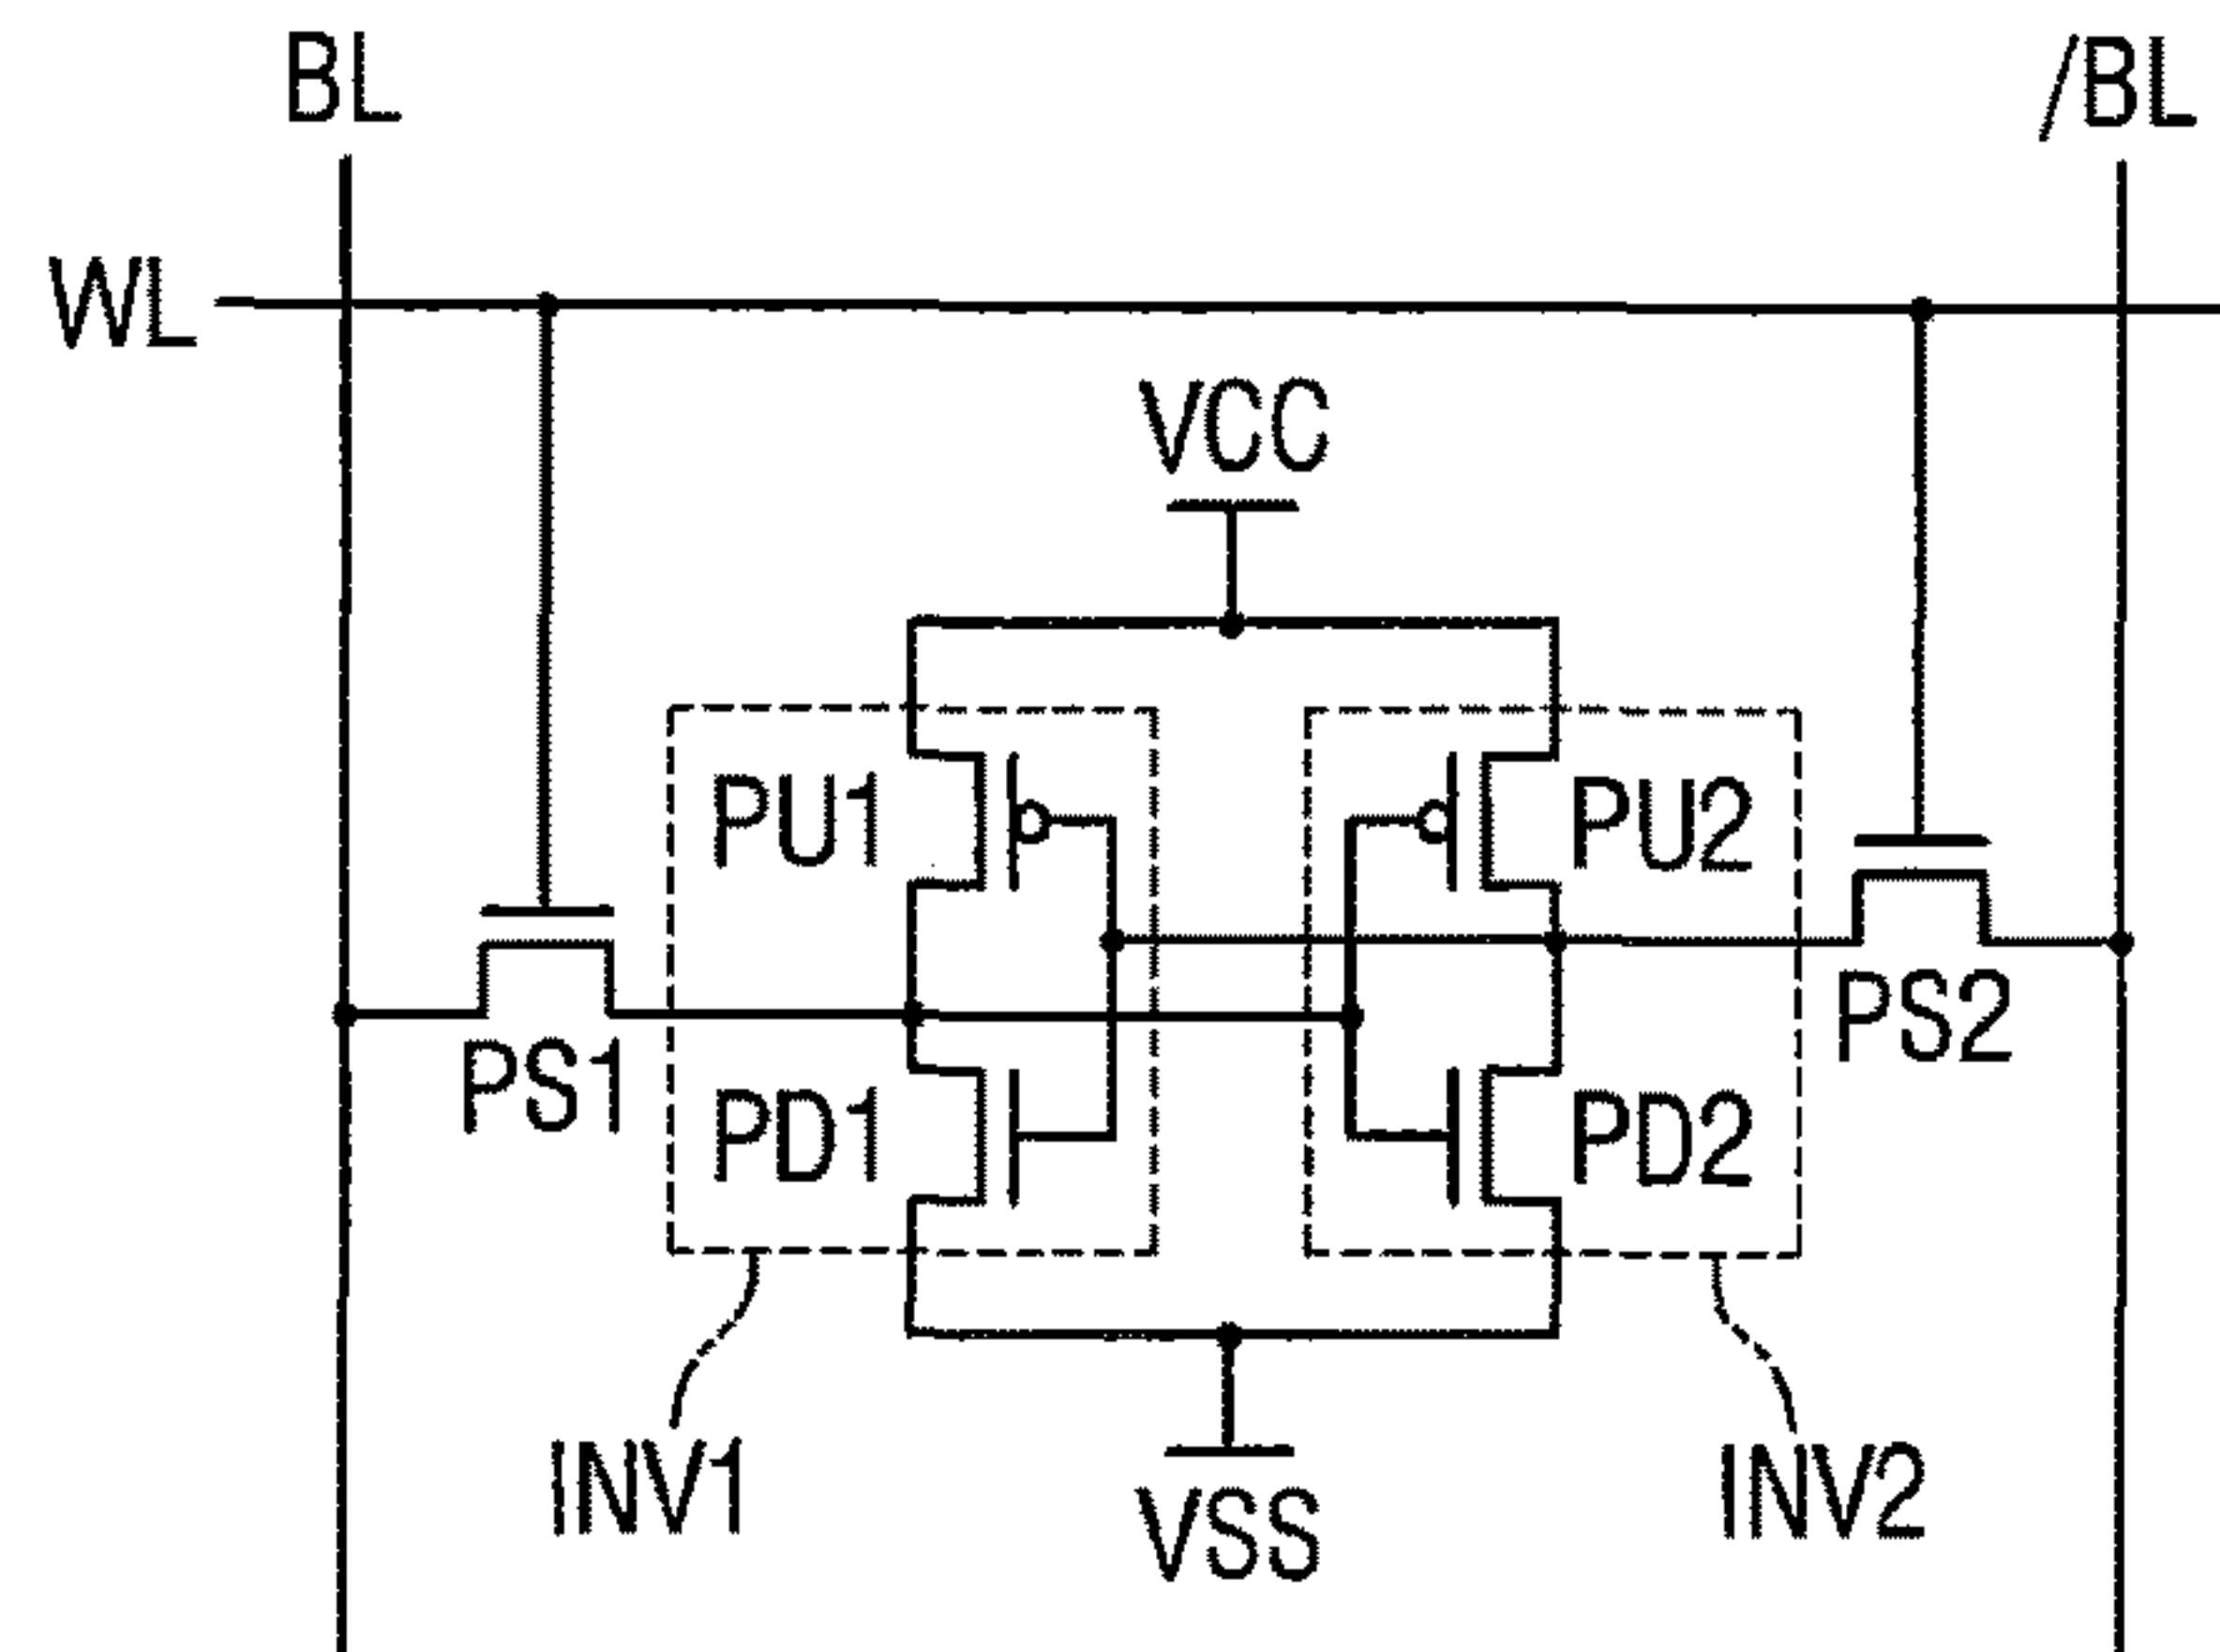 BL
/BL
WL
VCC
PU1
PU2
PS1
PS2
PD1
PD2
INV1
VSS
INV2